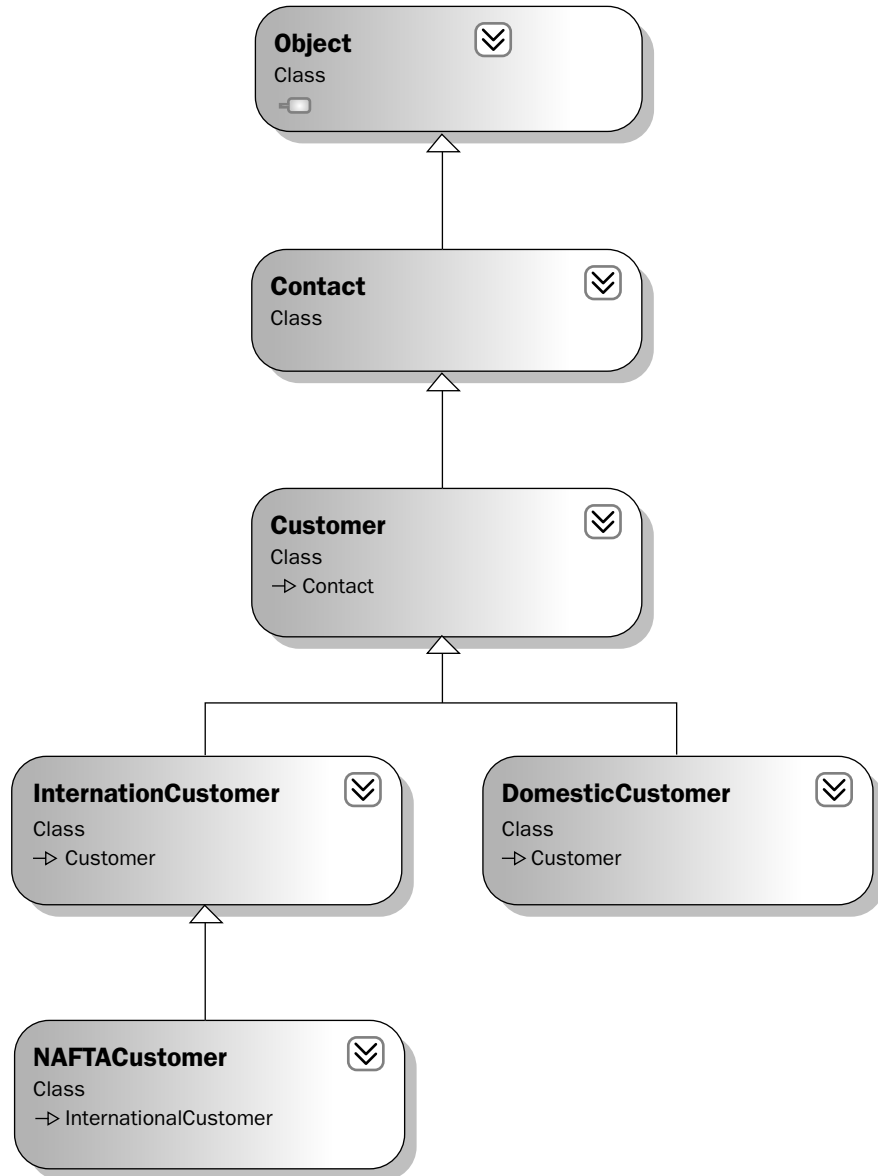 Object
Class
Contact
Class
Customer
Class
Contact
InternationCustomer
Class
Customer
DomesticCustomer
Class
Customer
NAFTACustomer
Class
InternationalCustomer